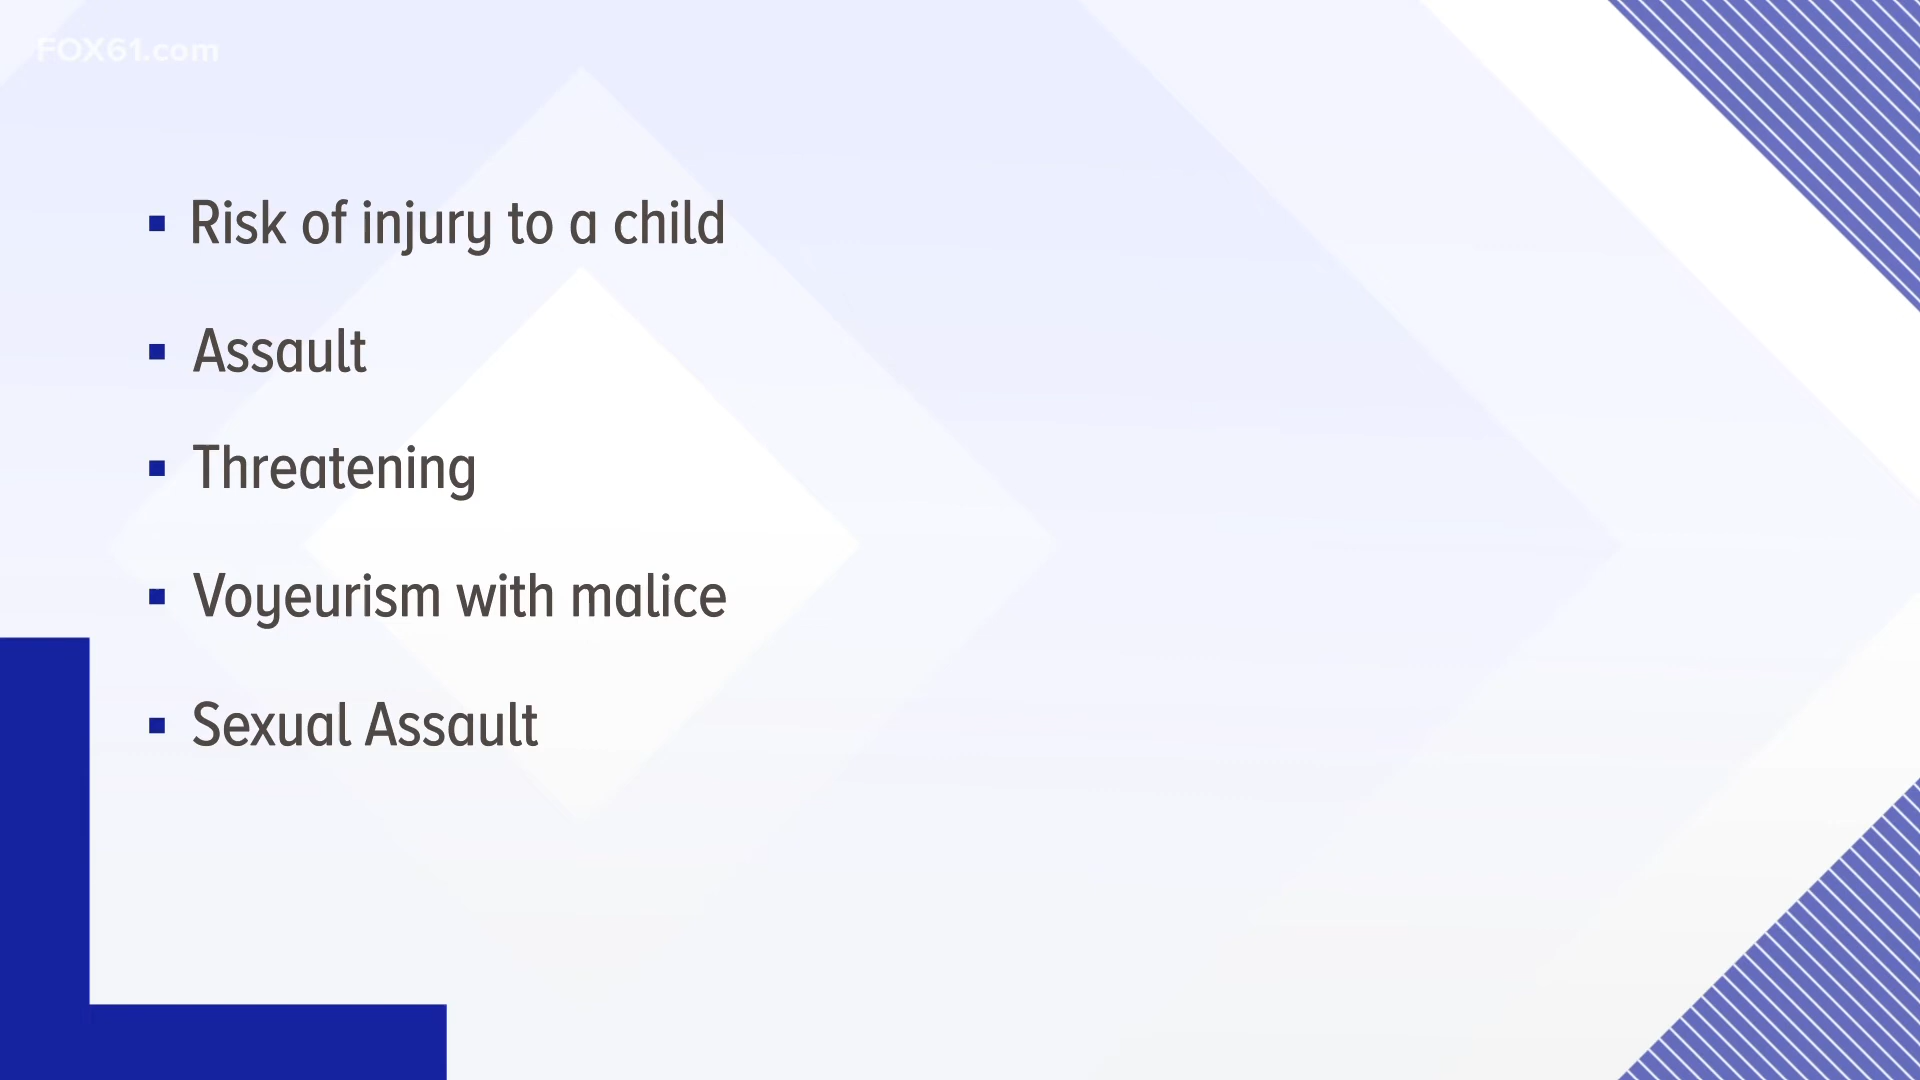 FOX61.com
Risk of injury to a child
Assault
Threatening
Voyeurism with malice
Sexual Assault